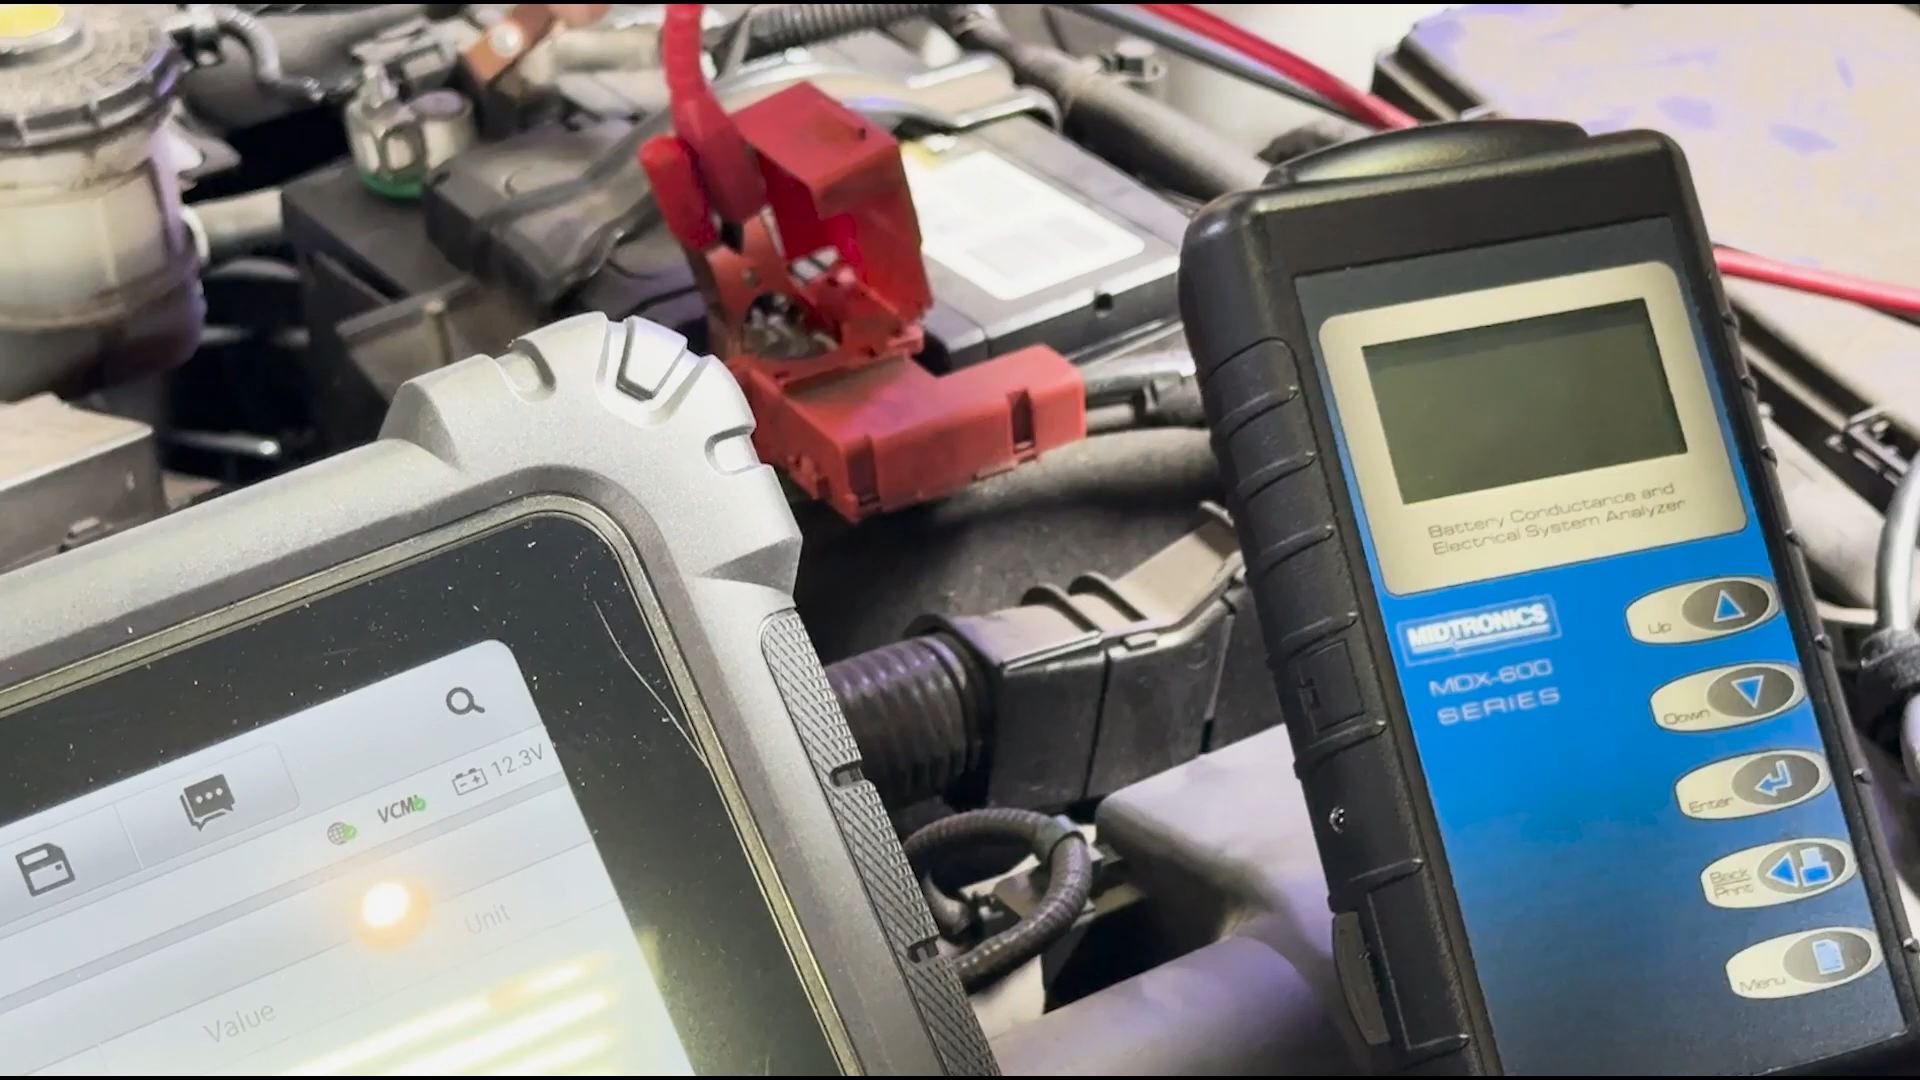 VCMI
12.3V
Unit
Value
Battery Conductance and
Electrical System Analyzer
MIDTRONICS
MDX-600
SERIES
Up
Down
Enter
Back
Print
Menu